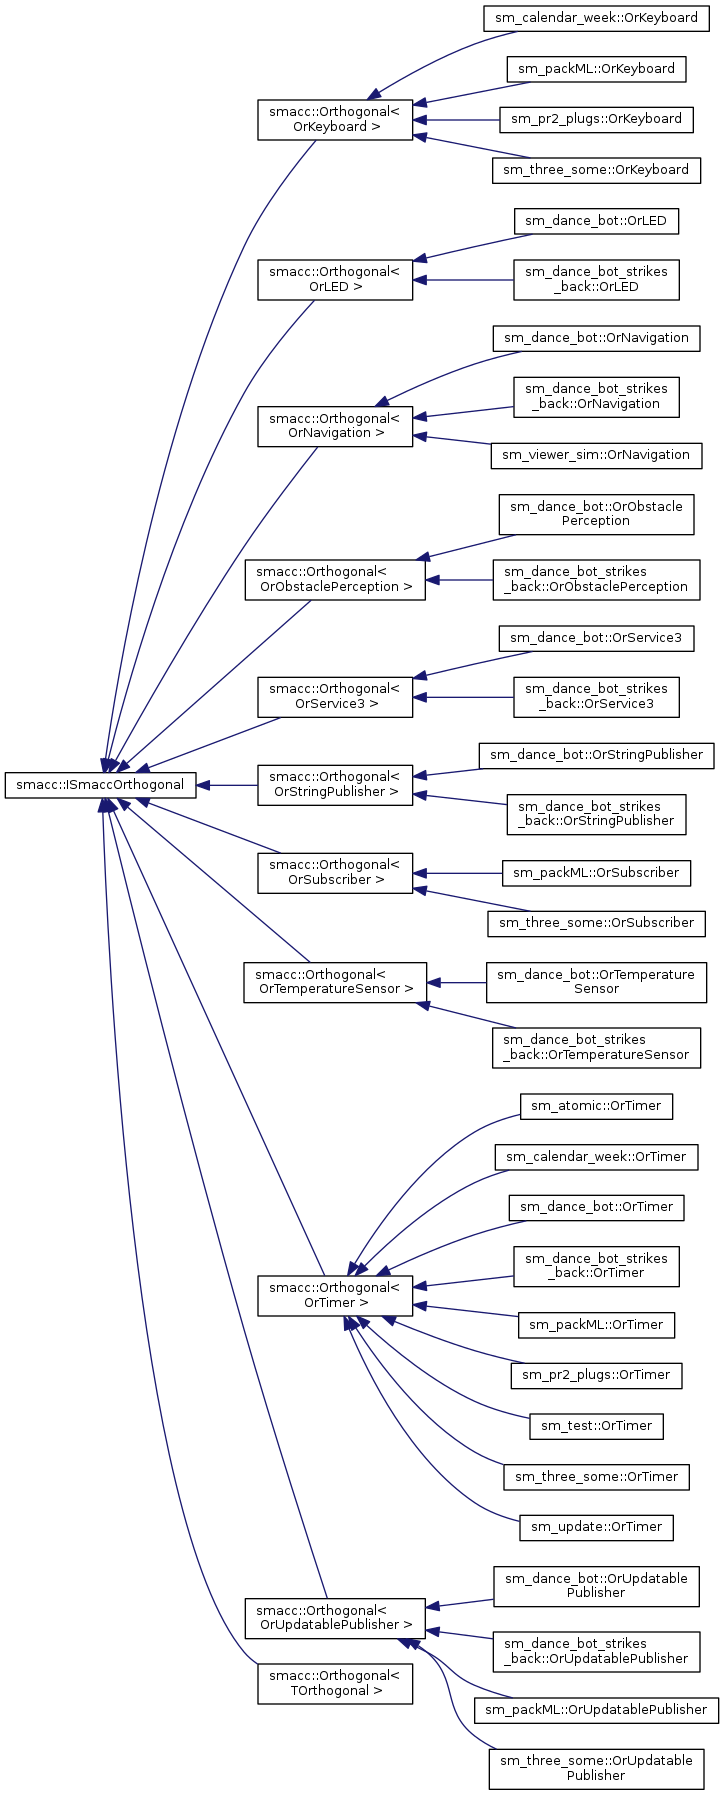 sm_calendar_week::OrKeyboard
sm_packML::OrKeyboard
smacc::Orthogonal<
OrKeyboard >
sm_pr2_plugs::OrKeyboard
sm_three_some::OrKeyboard
sm_dance_bot::OrLED
smacc::Orthogonal<
OrLED >
sm_dance_bot_strikes
_back::OrLED
sm_dance_bot::OrNavigation
sm_dance_bot_strikes
_back::OrNavigation
smacc::Orthogonal<
OrNavigation >
sm_viewer_sim::OrNavigation
sm_dance_bot::OrObstacle
Perception
smacc::Orthogonal<
OrObstaclePerception >
sm_dance_bot_strikes
_back::OrObstaclePerception
sm_dance_bot::OrService3
smacc::Orthogonal<
OrService3 >
sm_dance_bot_strikes
_back::OrService3
sm_dance_bot::OrStringPublisher
smacc::ISmaccOrthogonal
smacc::Orthogonal<
OrStringPublisher >
sm_dance_bot_strikes
_back::OrStringPublisher
smacc::Orthogonal<
OrSubscriber >
sm_packML::OrSubscriber
sm_three_some::OrSubscriber
smacc::Orthogonal<
OrTemperatureSensor >
sm_dance_bot::OrTemperature
Sensor
sm_dance_bot_strikes
_back::OrTemperatureSensor
sm_atomic::OrTimer
sm_calendar_week::OrTimer
sm_dance_bot::OrTimer
sm_dance_bot_strikes
_back::OrTimer
smacc::Orthogonal<
OrTimer >
sm_packML::OrTimer
sm_pr2_plugs::OrTimer
sm_test::OrTimer
sm_three_some::OrTimer
sm_update::OrTimer
sm_dance_bot::OrUpdatable
Publisher
smacc::Orthogonal<
OrUpdatablePublisher >
sm_dance_bot_strikes
_back::OrUpdatablePublisher
smacc::Orthogonal<
TOrthogonal >
sm_packML::OrUpdatablePublisher
sm_three_some::OrUpdatable
Publisher